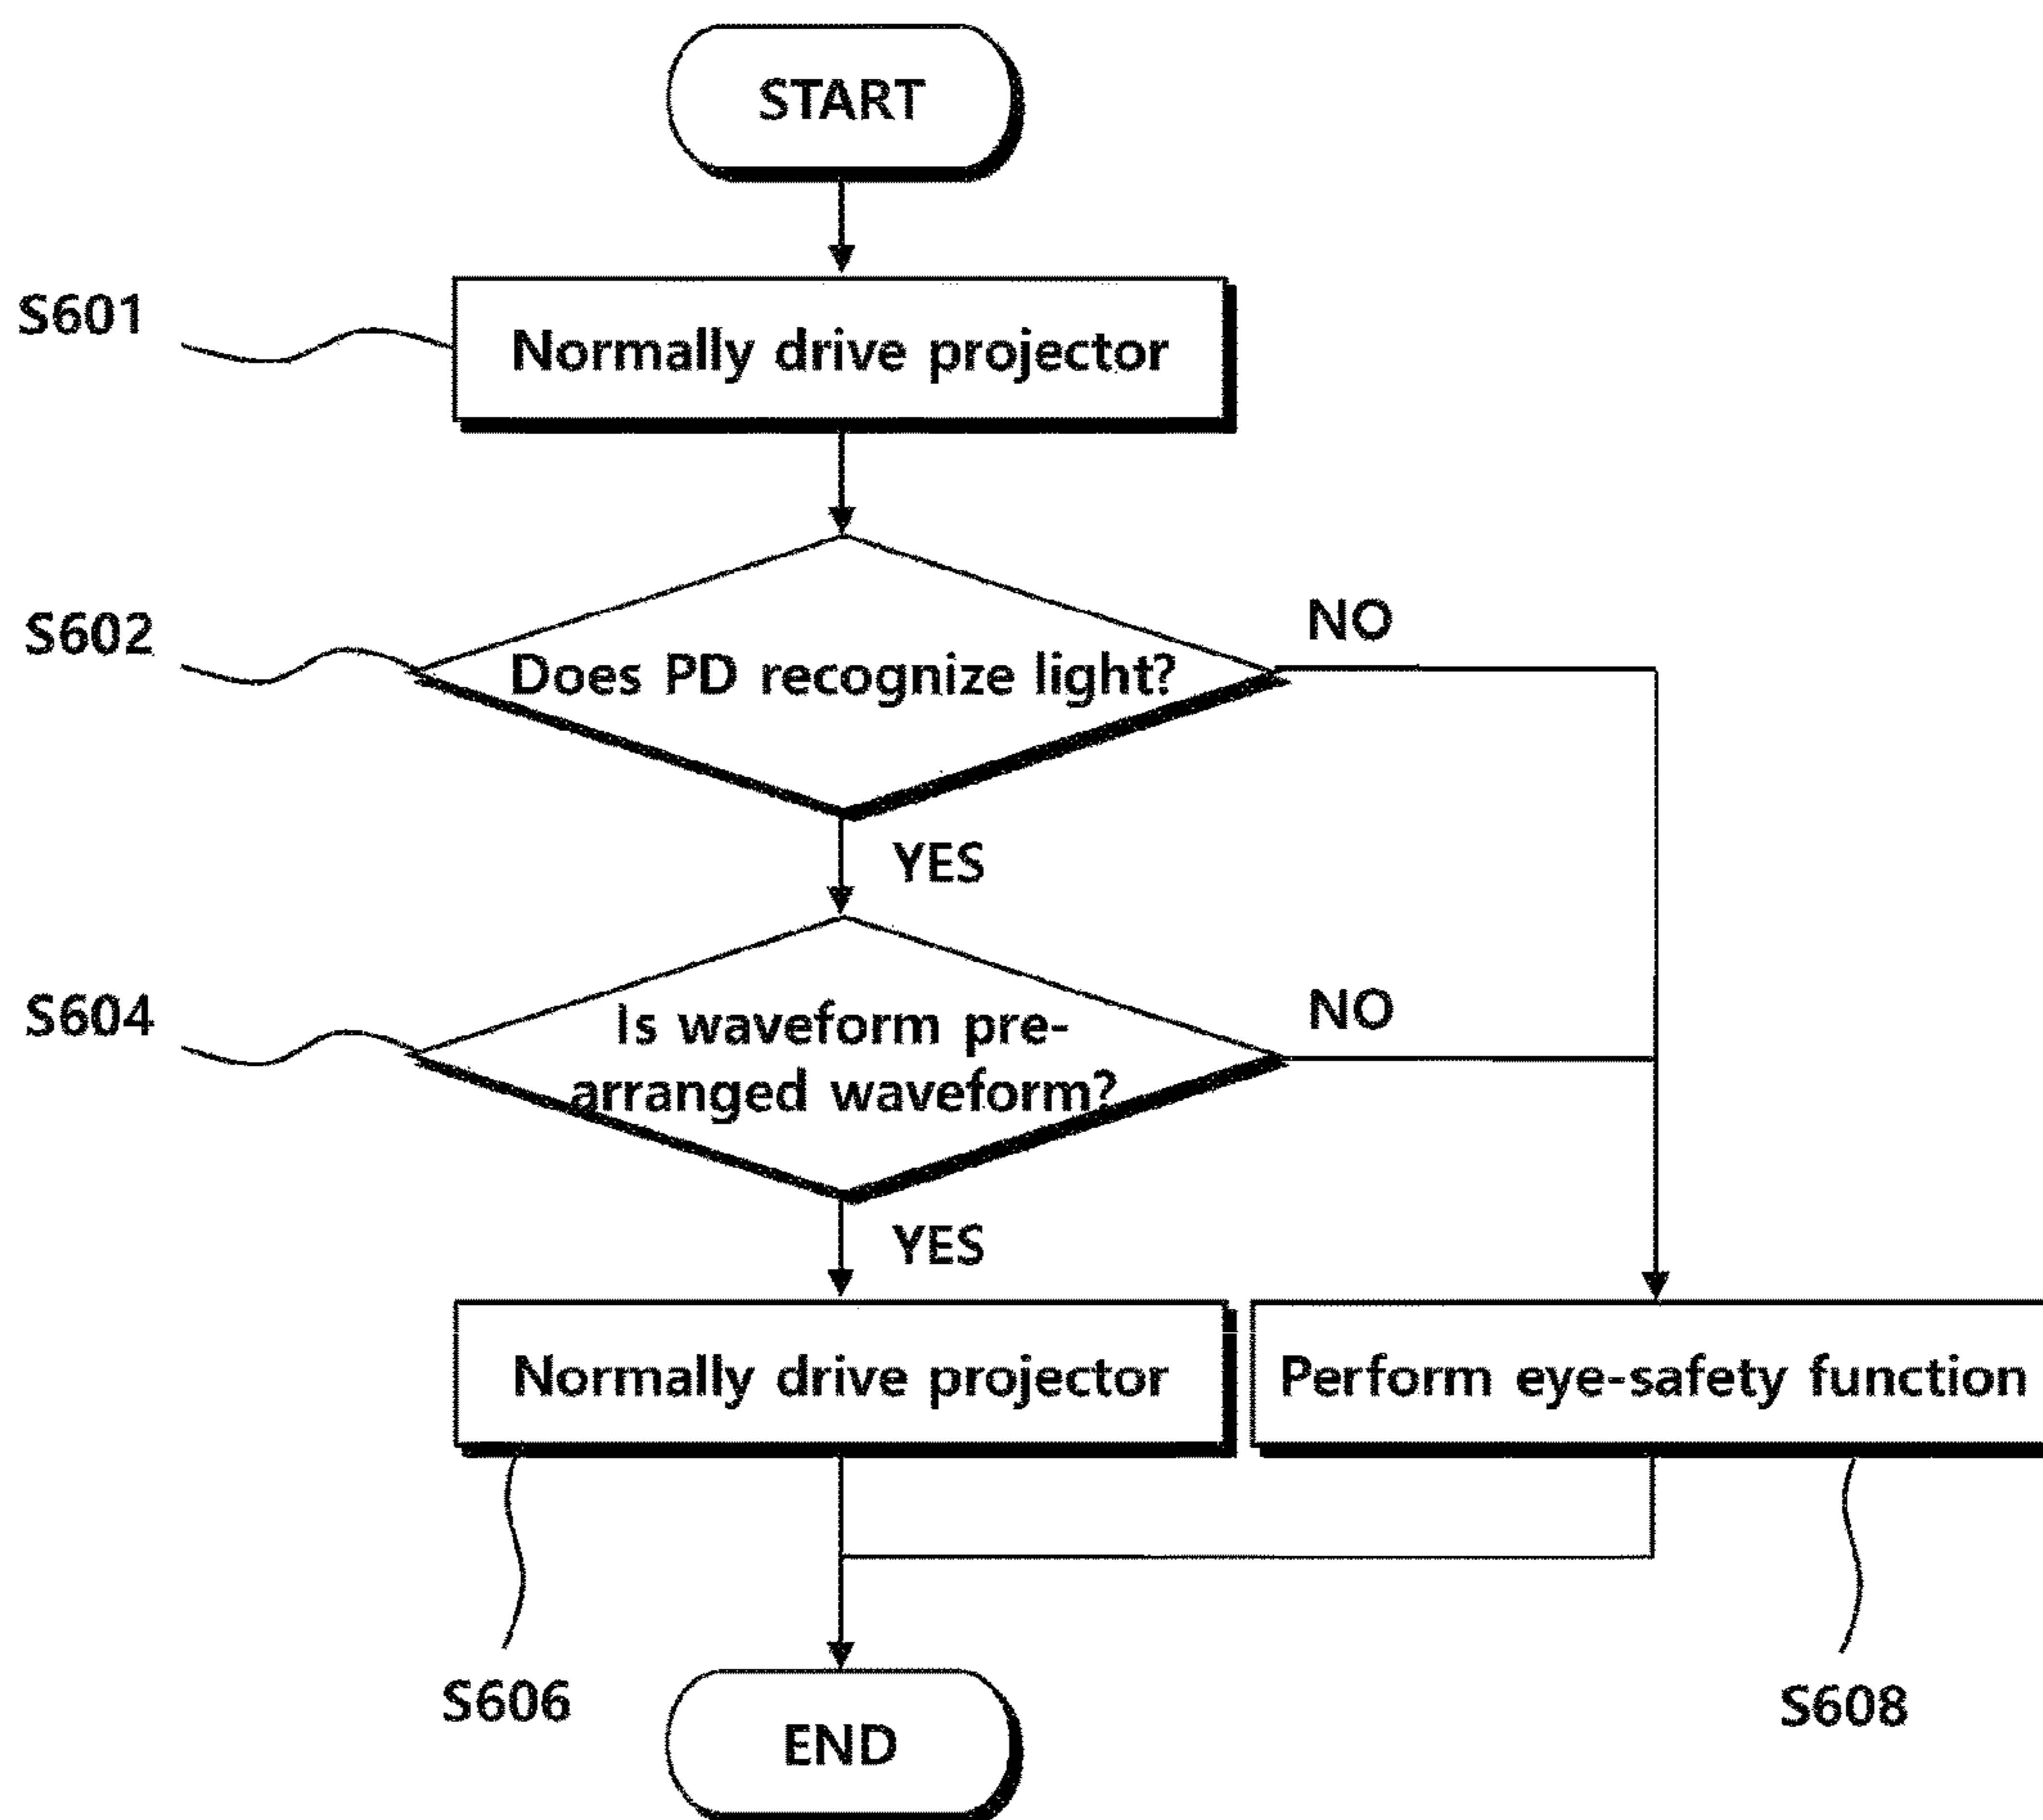 START
S601
Normally drive projector
S602
Does PD recognize light?
NO
YES
S604
Is waveform pre-
arranged waveform?
NO
YES
Normally drive projector
Perform eye-safety function
S606
S608
END